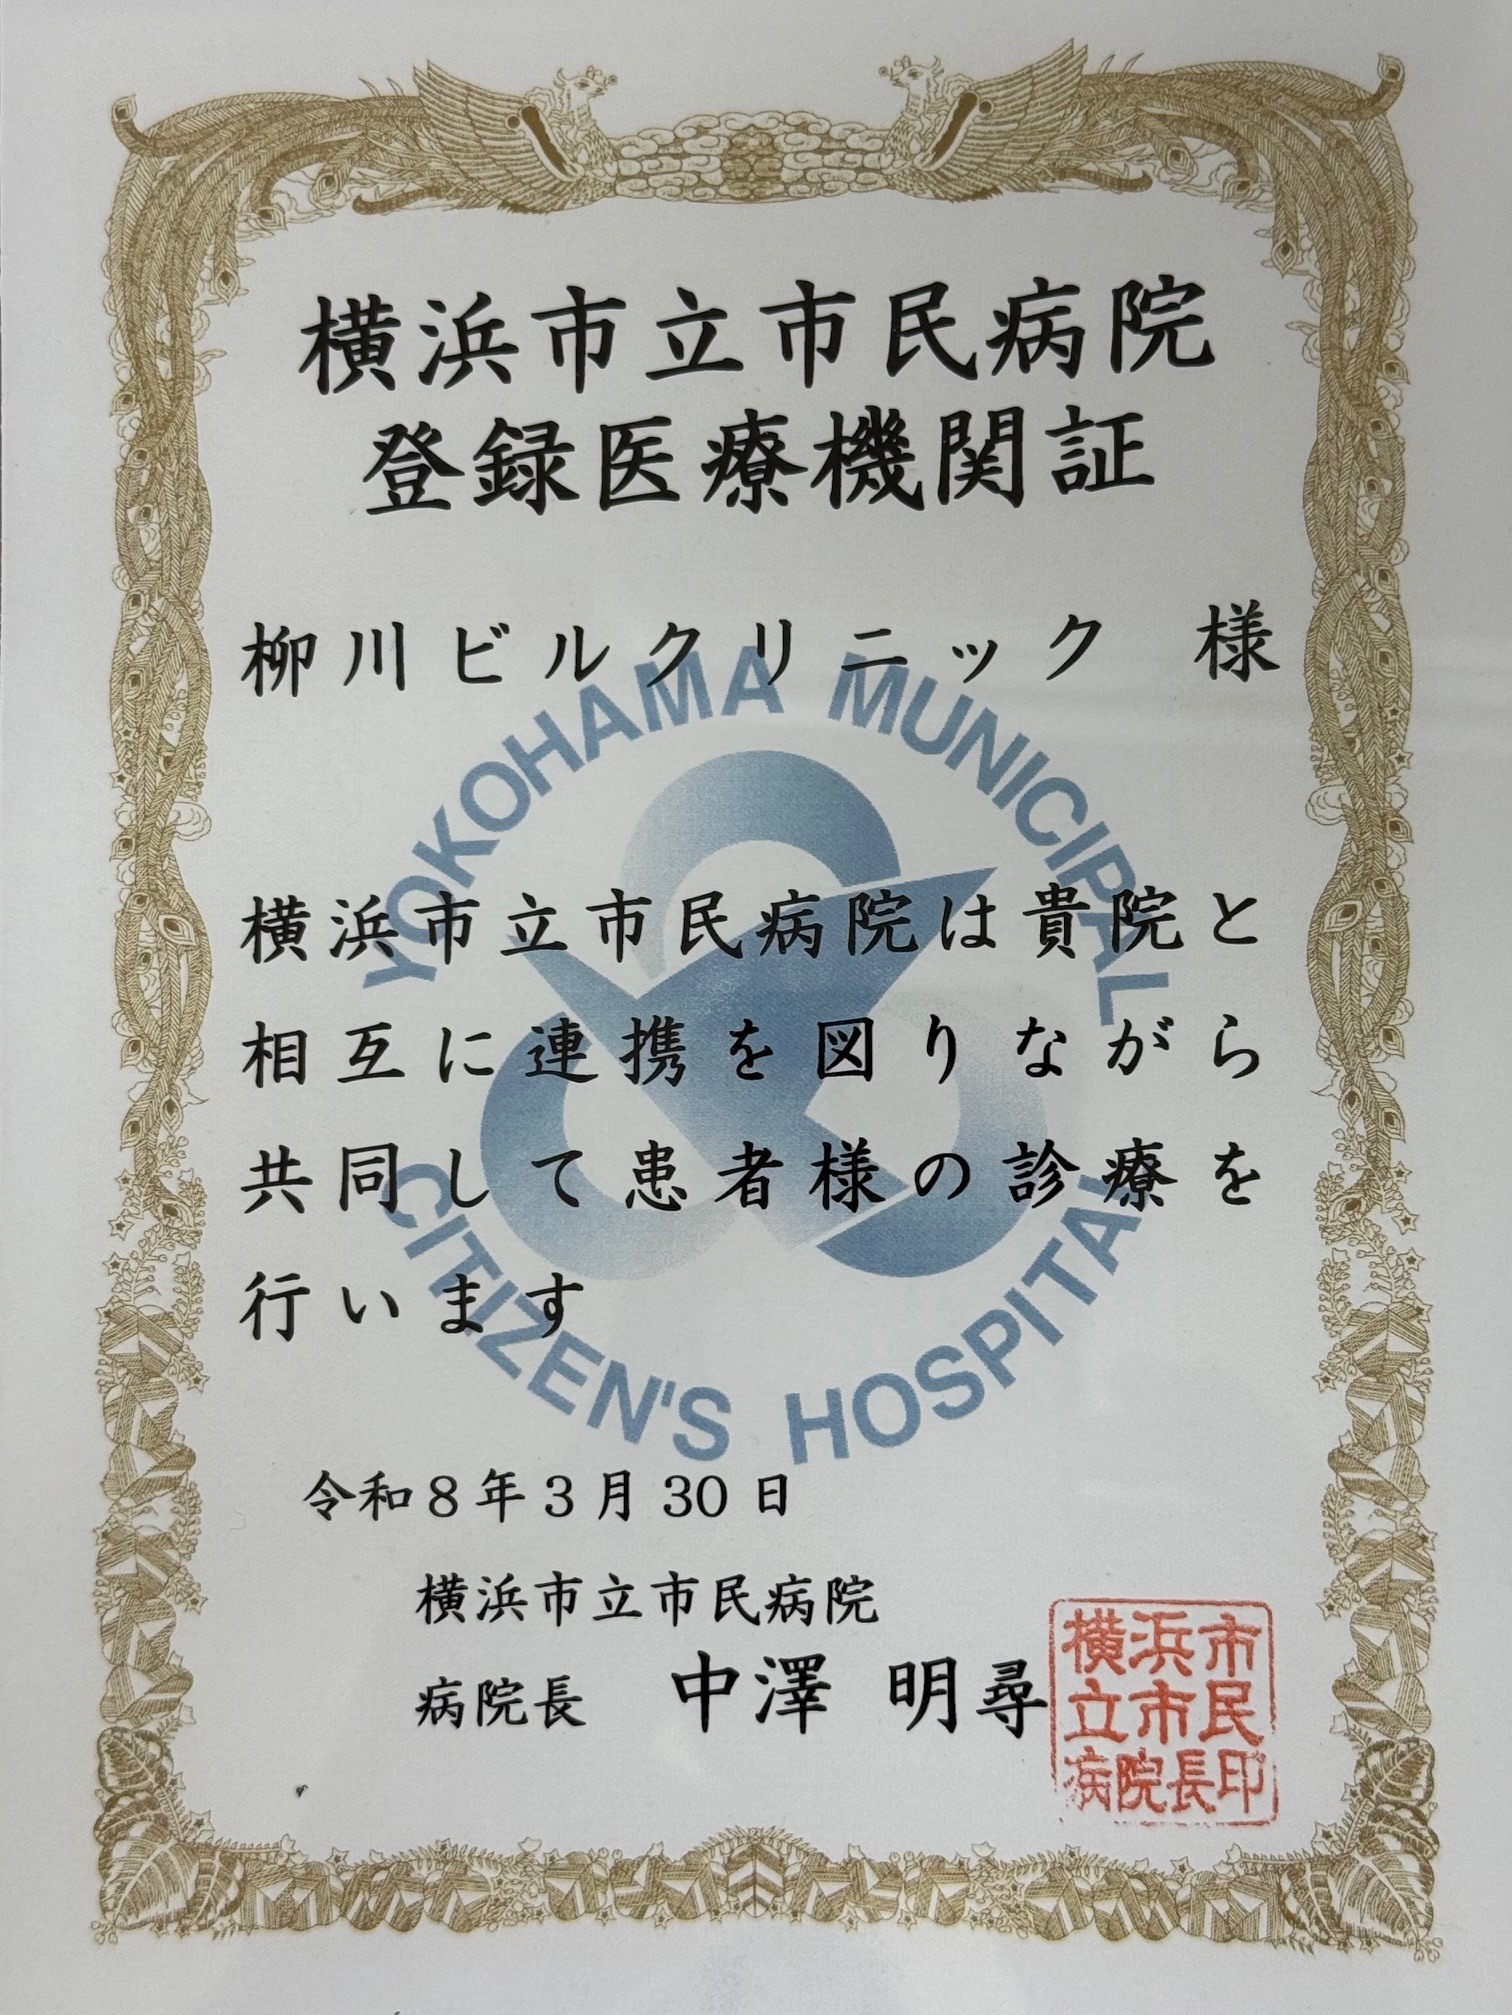 横浜市立市民病院
登録医療機関証
柳川ビルクリニック 様
YOKOHAMA MUNICIPAL
横浜市立市民病院は貴院と
相互に連携を図りながら
共同して患者様の診療を
行います
CITIZEN'S HOSPITAL
令和8年3月30日
横浜市立市民病院
病院長 中澤 明尋
横浜市
立市民
病院長印